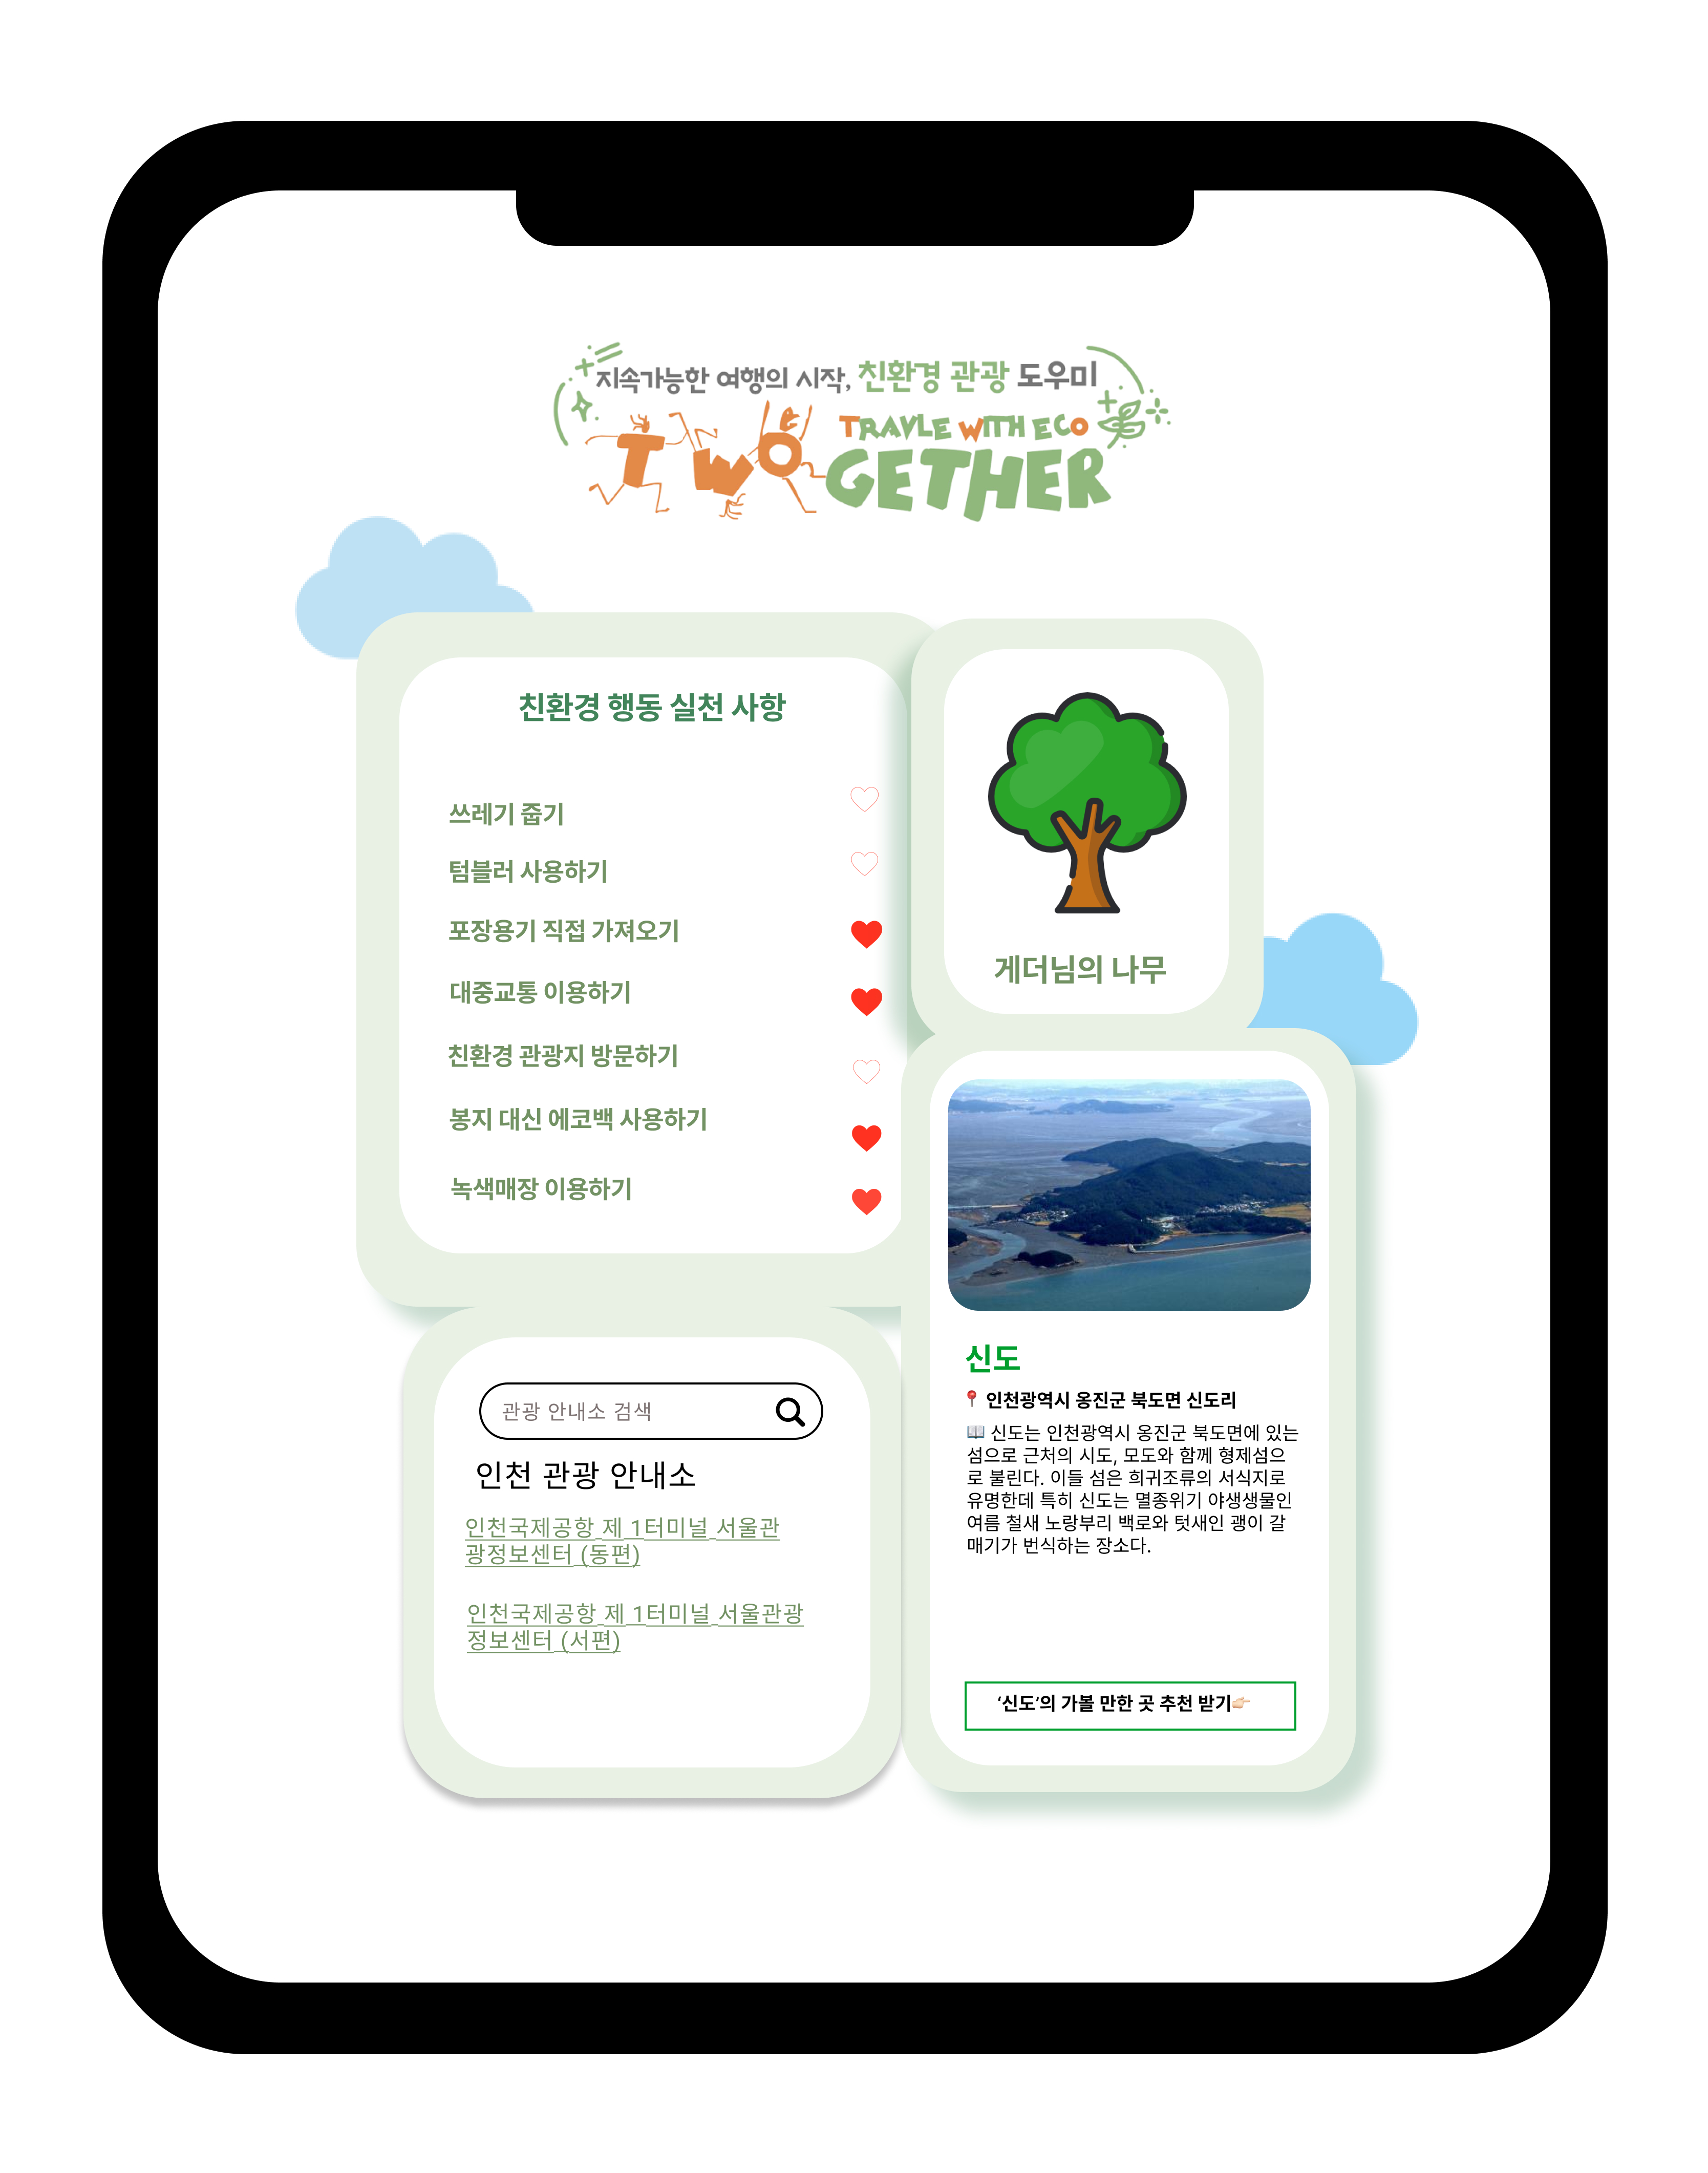 지속가능한 여행의 시작, 친환경 관광 도우미
TRAVLE WITH ECO
TWO GETHER
친환경 행동 실천 사항
쓰레기 줍기
텀블러 사용하기
포장용기 직접 가져오기
대중교통 이용하기
친환경 관광지 방문하기
봉지 대신 에코백 사용하기
녹색매장 이용하기
게더님의 나무
신도
📍 인천광역시 옹진군 북도면 신도리
📖 신도는 인천광역시 옹진군 북도면에 있는
섬으로 근처의 시도, 모도와 함께 형제섬으
로 불린다. 이들 섬은 희귀조류의 서식지로
유명한데 특히 신도는 멸종위기 야생생물인
여름 철새 노랑부리 백로와 텃새인 괭이 갈
매기가 번식하는 장소다.
‘신도’의 가볼 만한 곳 추천 받기👉🏻
관광 안내소 검색
인천 관광 안내소
인천국제공항 제 1터미널 서울관
광정보센터 (동편)
인천국제공항 제 1터미널 서울관광
정보센터 (서편)